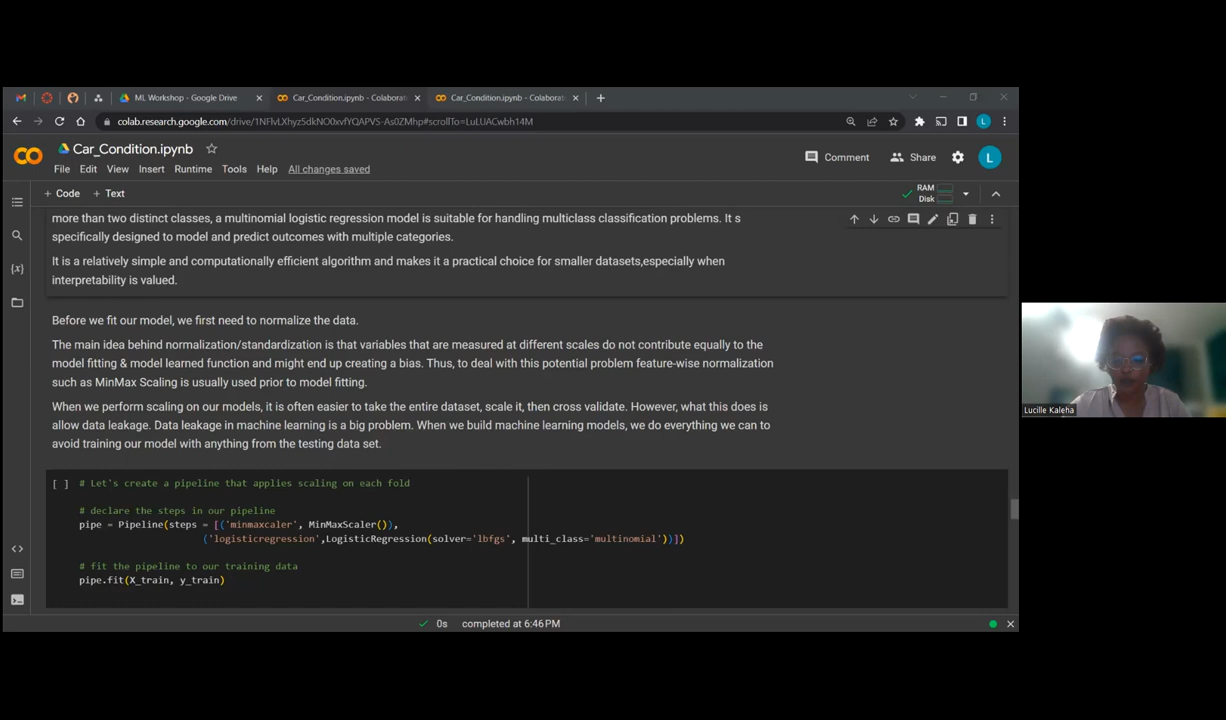 ML Workshop - Google Drive
Car_Condition.ipynb - Colaborat
Car_Condition.ipynb - Colaborat
colab.research.google.com/drive/1NFlvLXhyz5dkNO0xvfYQAPVS-As0ZMhp#scrollTo=LuLUACwbh14M
L
Car_Condition.ipynb
File Edit View Insert Runtime Tools Help All changes saved
Comment Share L
+ Code + Text
RAM
Disk
more than two distinct classes, a multinomial logistic regression model is suitable for handling multiclass classification problems. It s
specifically designed to model and predict outcomes with multiple categories.
It is a relatively simple and computationally efficient algorithm and makes it a practical choice for smaller datasets,especially when
interpretability is valued.
Before we fit our model, we first need to normalize the data.
The main idea behind normalization/standardization is that variables that are measured at different scales do not contribute equally to the
model fitting & model learned function and might end up creating a bias. Thus, to deal with this potential problem feature-wise normalization
such as MinMax Scaling is usually used prior to model fitting.
When we perform scaling on our models, it is often easier to take the entire dataset, scale it, then cross validate. However, what this does is
allow data leakage. Data leakage in machine learning is a big problem. When we build machine learning models, we do everything we can to
avoid training our model with anything from the testing data set.
[ ] # Let's create a pipeline that applies scaling on each fold
# declare the steps in our pipeline
pipe = Pipeline(steps = [('minmaxcaler', MinMaxScaler()),
('logisticregression',LogisticRegression(solver='lbfgs', multi_class='multinomial'))])
# fit the pipeline to our training data
pipe.fit(X_train, y_train)
0s completed at 6:46 PM
Lucille Kaleha